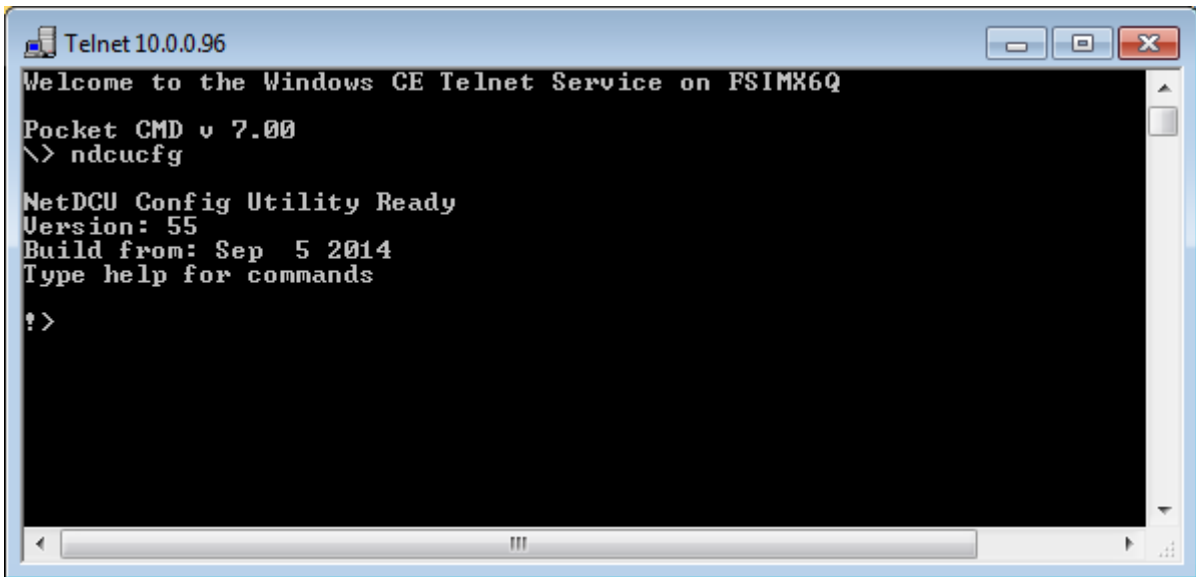 Telnet 10.0.0.96
Welcome to the Windows CE Telnet Service on FSIMX6Q
Pocket CMD v 7.00
\> ndcucfg
NetDCU Config Utility Ready
Version: 55
Build from: Sep  5 2014
Type help for commands
!>